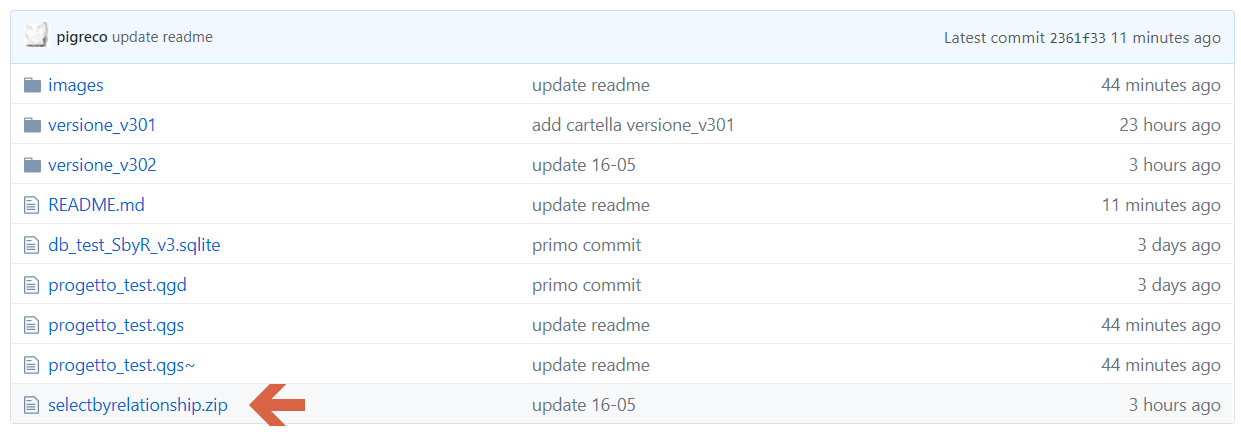 pigreco update readme Latest commit 2361f33 11 minutes ago
images update readme 44 minutes ago
versione_v301 add cartella versione_v301 23 hours ago
versione_v302 update 16-05 3 hours ago
README.md update readme 11 minutes ago
db_test_SbyR_v3.sqlite primo commit 3 days ago
progetto_test.qgd primo commit 3 days ago
progetto_test.qgs update readme 44 minutes ago
progetto_test.qgs~ update readme 44 minutes ago
selectbyrelationship.zip update 16-05 3 hours ago